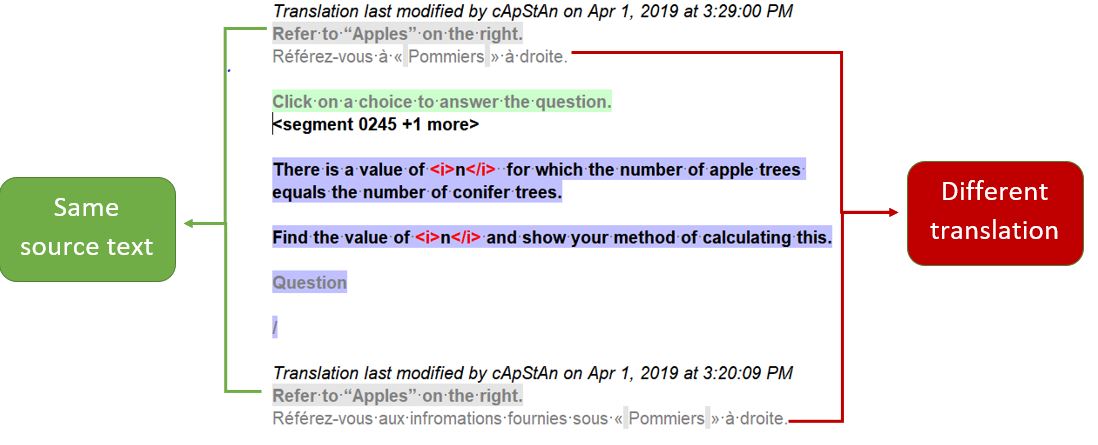 Translation last modified by cApStAn on Apr 1, 2019 at 3:29:00 PM
Refer to “Apples” on the right.
Référez-vous à « Pommiers » à droite.
Click on a choice to answer the question.
<segment 0245 +1 more>
There is a value of <i>n</i> for which the number of apple trees
equals the number of conifer trees.
Find the value of <i>n</i> and show your method of calculating this.
Question
/
Translation last modified by cApStAn on Apr 1, 2019 at 3:20:09 PM
Refer to “Apples” on the right.
Référez-vous aux infromations fournies sous « Pommiers » à droite.
Same
source text
Different
translation